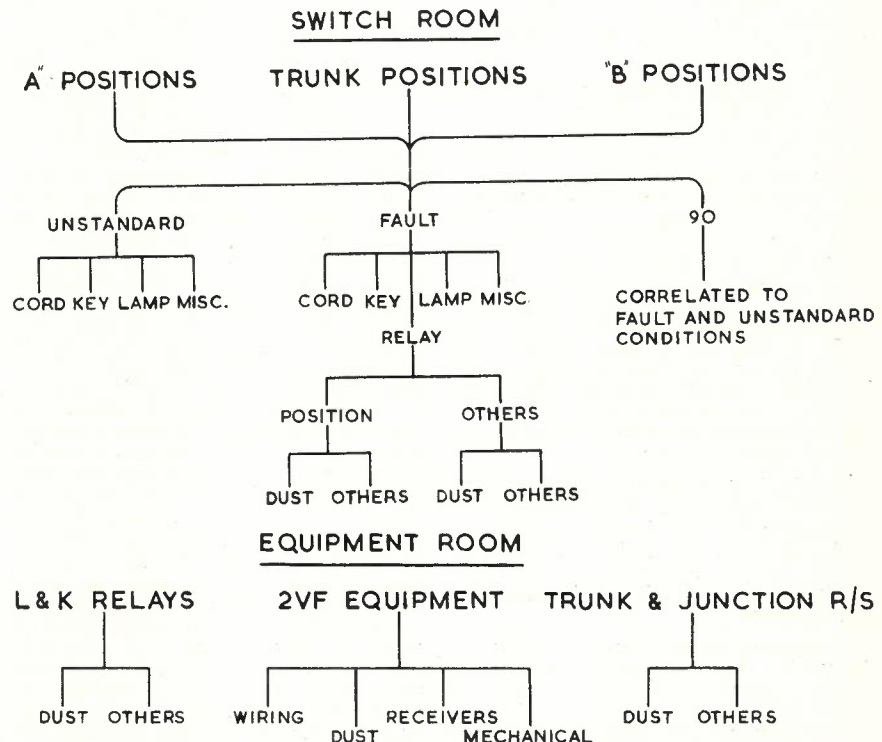 SWITCH ROOM
A" POSITIONS
TRUNK POSITIONS
"B" POSITIONS
UNSTANDARD
FAULT
90
CORD KEY LAMP MISC.
CORD KEY LAMP MISC
CORRELATED TO
FAULT AND UNSTANDARD
CONDITIONS
RELAY
POSITION
OTHERS
DUST OTHERS
DUST OTHERS
EQUIPMENT ROOM
L & K RELAYS
2VF EQUIPMENT
TRUNK & JUNCTION R/S
DUST OTHERS
WIRING
DUST
RECEIVERS
MECHANICAL
DUST OTHERS